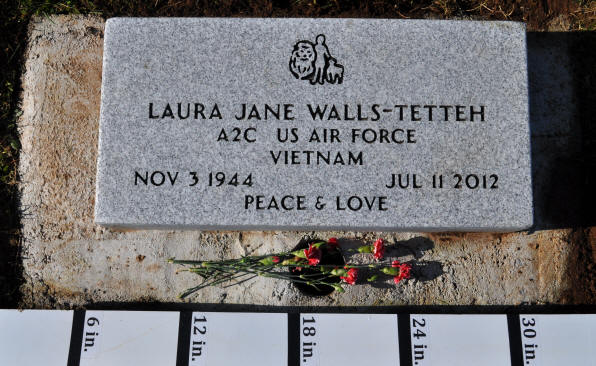 LAURA JANE WALLS-TETTEH
A2C US AIR FORCE
VIETNAM
NOV 3 1944 JUL 11 2012
PEACE & LOVE
6 in.
12 in.
18 in.
24 in.
30 in.